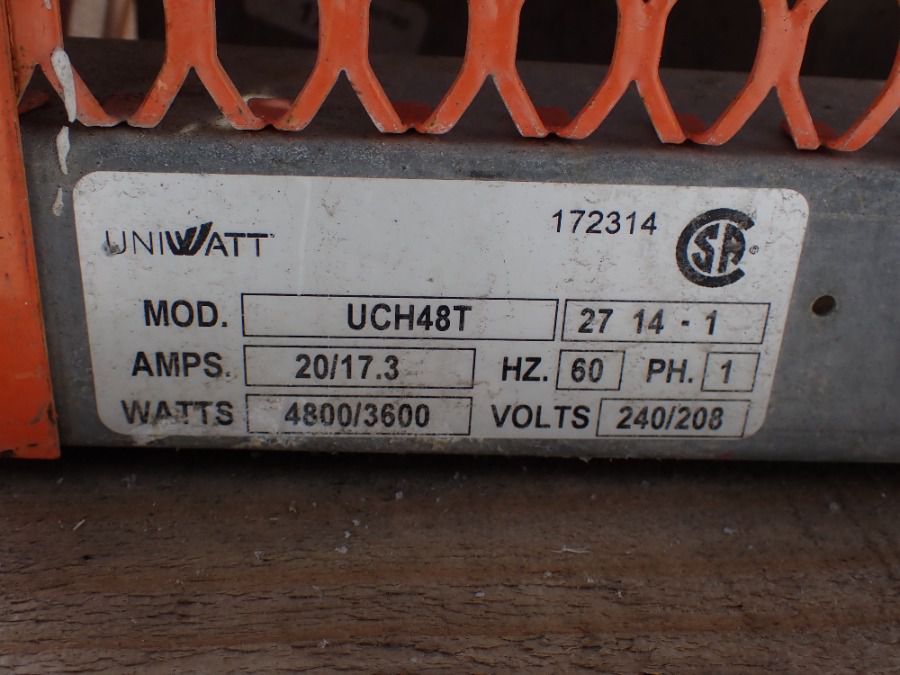 UNIWATT
172314
CSA
®
MOD. UCH48T 27 14 - 1
AMPS. 20/17.3 HZ. 60 PH. 1
WATTS 4800/3600 VOLTS 240/208